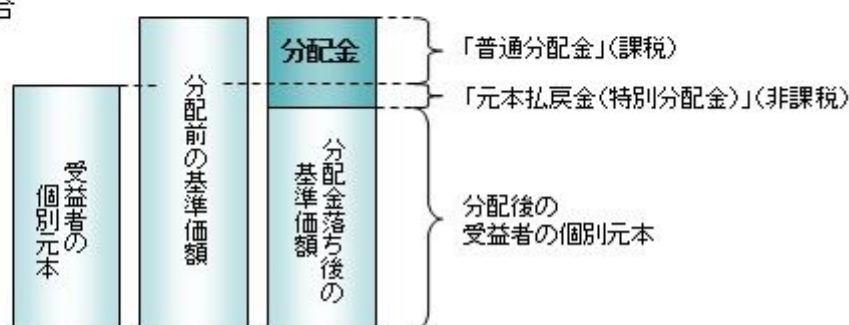 受益者の
個別元本
分配前の基準価額
分配金
分配金落ち後の
基準価額
「普通分配金」(課税)
「元本払戻金(特別分配金)」(非課税)
分配後の
受益者の個別元本